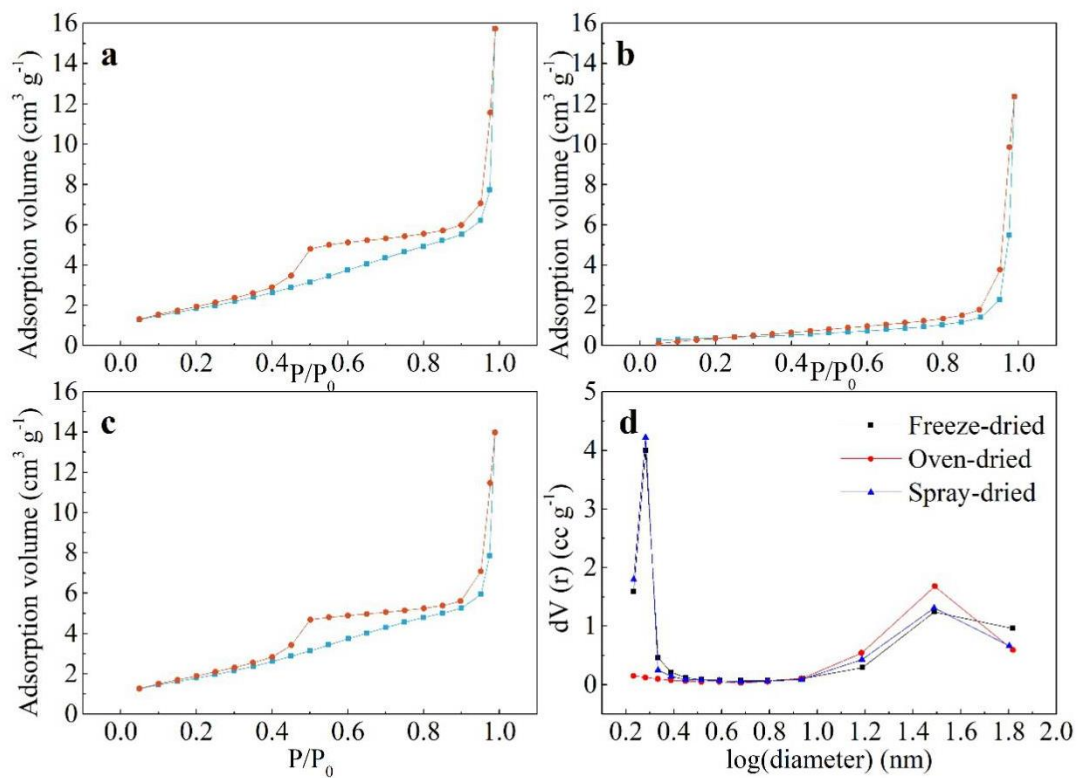 a
Adsorption volume (cm³ g⁻¹)
16
14
12
10
8
6
4
2
0
0.0 0.2 0.4 0.6 0.8 1.0
P/P₀
b
Adsorption volume (cm³ g⁻¹)
16
14
12
10
8
6
4
2
0
0.0 0.2 0.4 0.6 0.8 1.0
P/P₀
c
Adsorption volume (cm³ g⁻¹)
16
14
12
10
8
6
4
2
0
0.0 0.2 0.4 0.6 0.8 1.0
P/P₀
d
Freeze-dried
Oven-dried
Spray-dried
dV (r) (cc g⁻¹)
5
4
3
2
1
0
0.2 0.4 0.6 0.8 1.0 1.2 1.4 1.6 1.8 2.0
log(diameter) (nm)